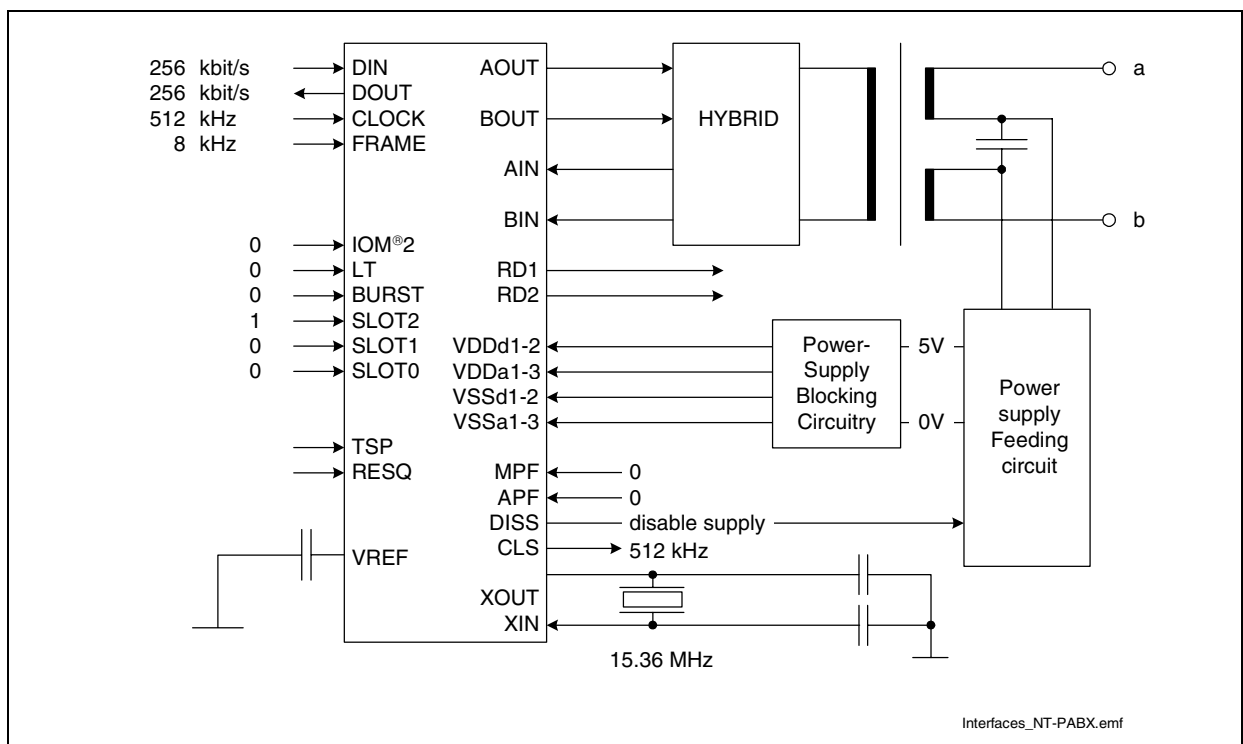 256 kbit/s DIN AOUT a
256 kbit/s DOUT
512 kHz CLOCK BOUT HYBRID
8 kHz FRAME
AIN
BIN b
0 IOM®2
0 LT RD1
0 BURST RD2
1 SLOT2
0 SLOT1 VDDd1-2 Power- 5V
0 SLOT0 VDDa1-3 Supply
VSSd1-2 Blocking Power
VSSa1-3 Circuitry 0V supply
TSP Feeding
RESQ MPF 0 circuit
APF 0
DISS disable supply
VREF CLS 512 kHz
XOUT
XIN
15.36 MHz
Interfaces_NT-PABX.emf